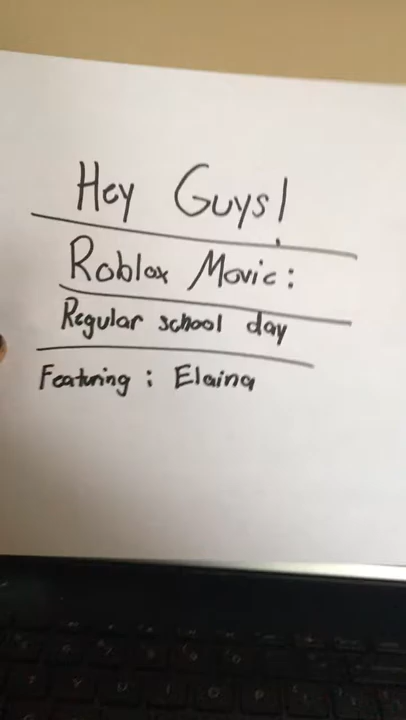 Hey Guys!
Roblox Movie:
Regular school day
Featuring: Elaina